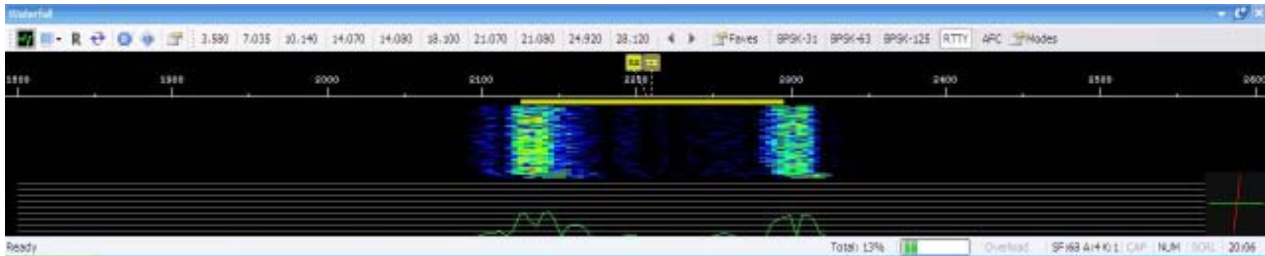 Waterfall
R 3.580 7.035 10.140 14.070 14.080 18.100 21.070 21.080 24.920 28.120 Faves BPSK-31 BPSK-63 BPSK-125 RTTY AFC Nodes
1800 1900 2000 2100 2300 2400 2500 2600
Ready Total: 13% Overload CAP NUM SCRL 20:06